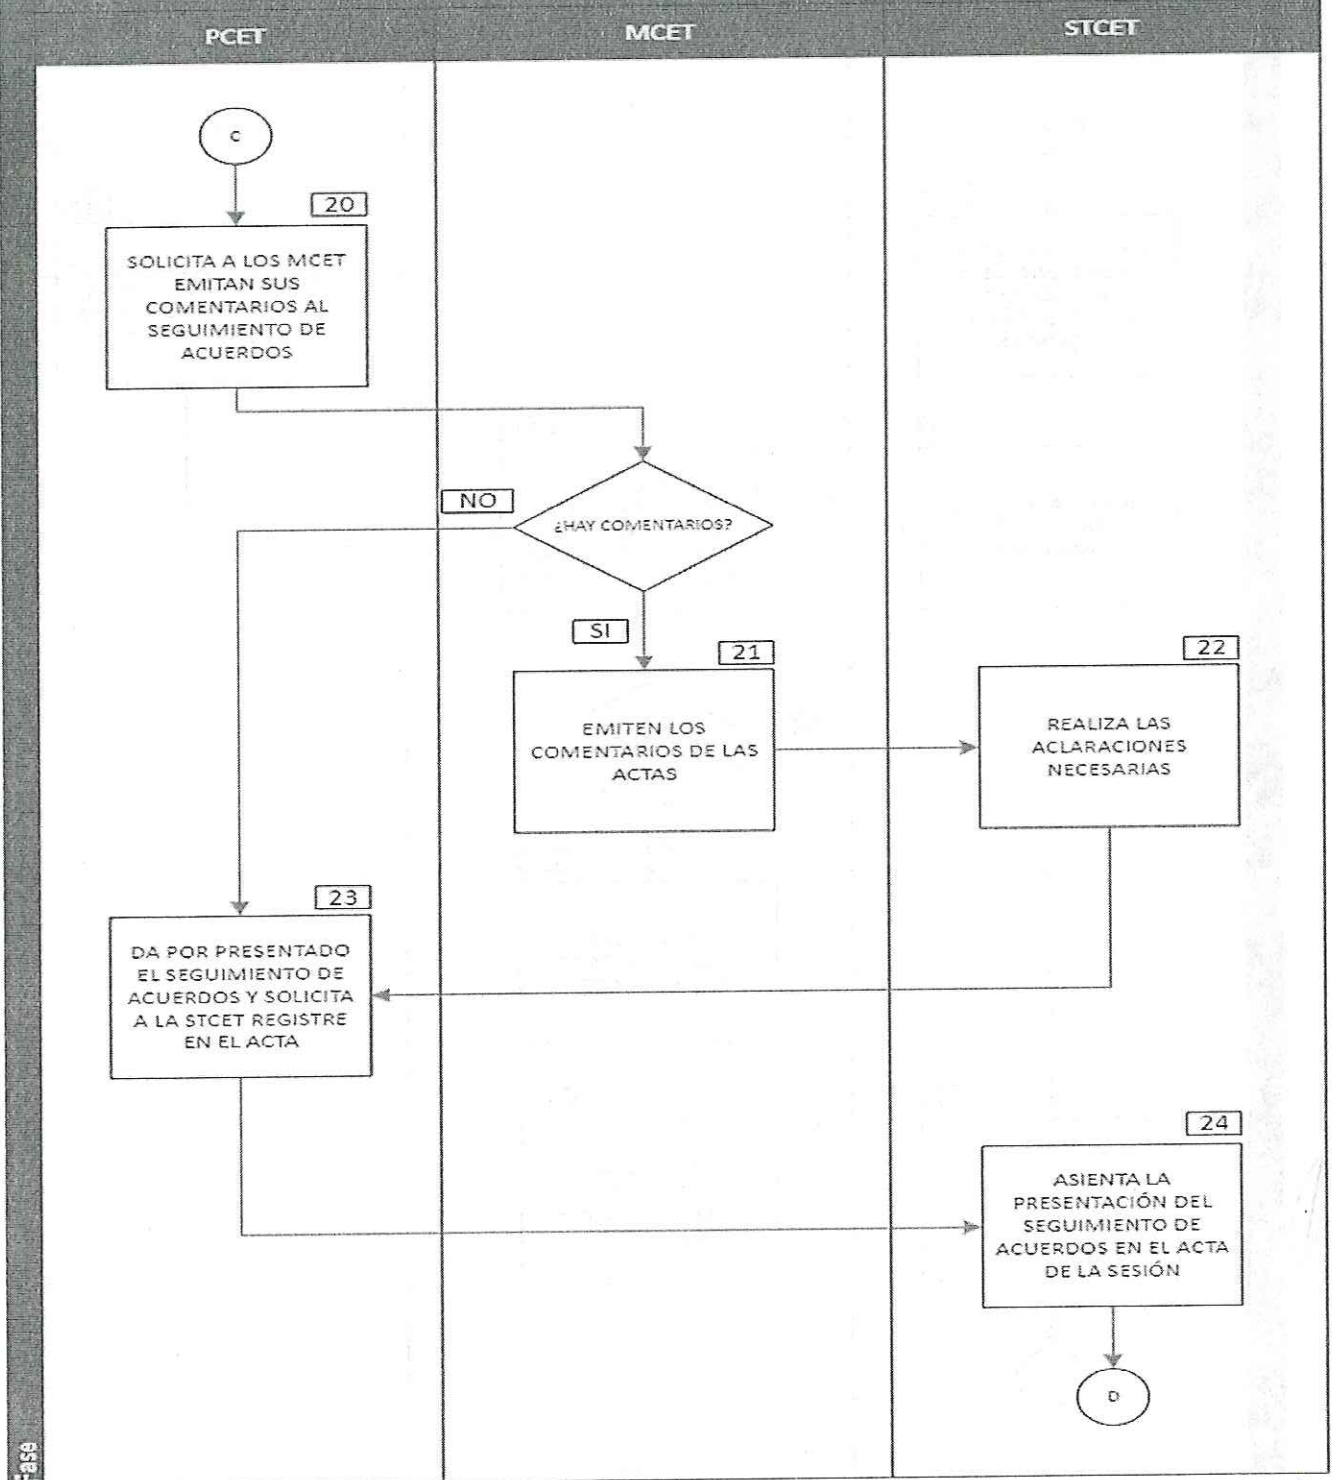 PCET
MCET
STCET
C
20
SOLICITA A LOS MCET
EMITAN SUS
COMENTARIOS AL
SEGUIMIENTO DE
ACUERDOS
¿HAY COMENTARIOS?
NO
SI
21
EMITEN LOS
COMENTARIOS DE LAS
ACTAS
22
REALIZA LAS
ACLARACIONES
NECESARIAS
23
DA POR PRESENTADO
EL SEGUIMIENTO DE
ACUERDOS Y SOLICITA
A LA STCET REGISTRE
EN EL ACTA
24
ASIENTA LA
PRESENTACIÓN DEL
SEGUIMIENTO DE
ACUERDOS EN EL ACTA
DE LA SESIÓN
D
Fase